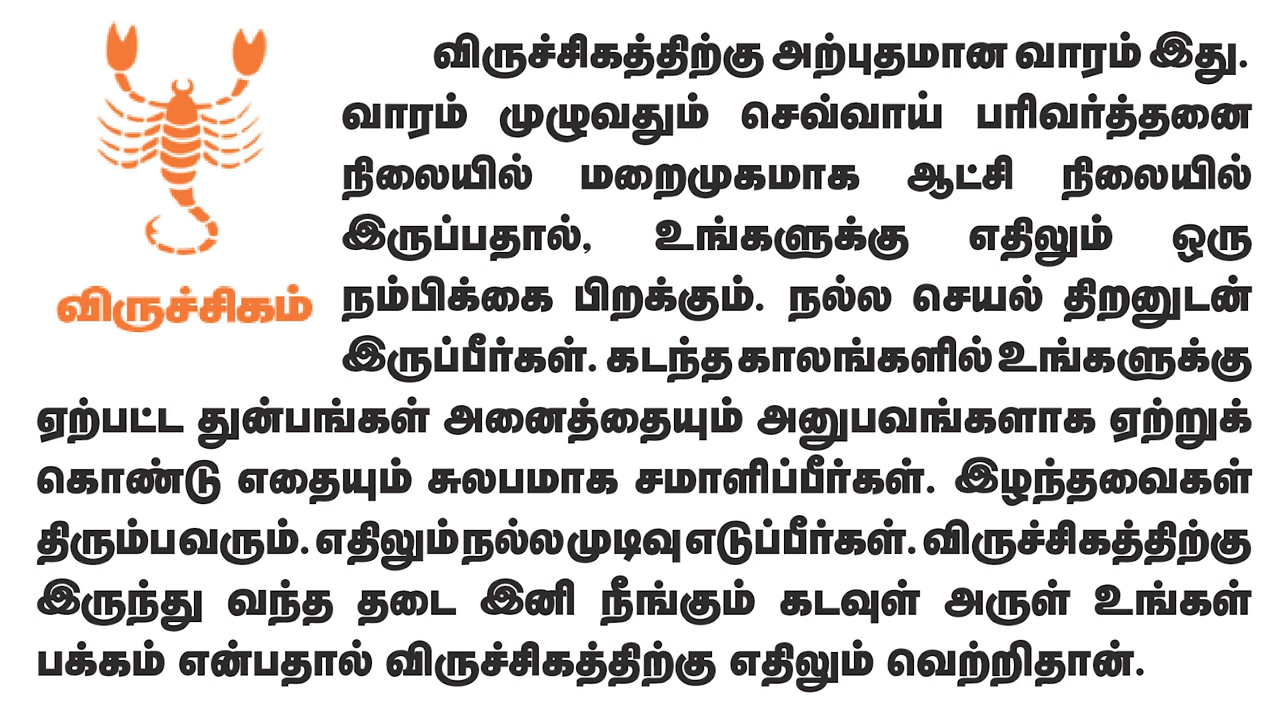 விருச்சிகத்திற்கு அற்புதமான வாரம் இது.
வாரம் முழுவதும் செவ்வாய் பரிவர்த்தனை
நிலையில் மறைமுகமாக ஆட்சி நிலையில்
இருப்பதால், உங்களுக்கு எதிலும் ஒரு
விருச்சிகம்
நம்பிக்கை பிறக்கும். நல்ல செயல் திறனுடன்
இருப்பீர்கள். கடந்த காலங்களில் உங்களுக்கு
ஏற்பட்ட துன்பங்கள் அனைத்தையும் அனுபவங்களாக ஏற்றுக்
கொண்டு எதையும் சுலபமாக சமாளிப்பீர்கள். இழந்தவைகள்
திரும்பவரும். எதிலும் நல்ல முடிவு எடுப்பீர்கள். விருச்சிகத்திற்கு
இருந்து வந்த தடை இனி நீங்கும் கடவுள் அருள் உங்கள்
பக்கம் என்பதால் விருச்சிகத்திற்கு எதிலும் வெற்றிதான்.